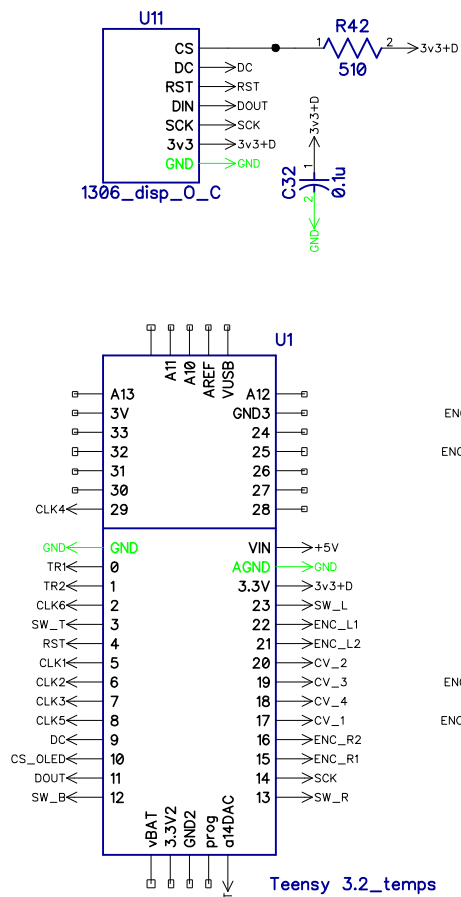 U11
R42
CS 1 2 3v3+D
510
DC DC
RST RST
DIN DOUT
SCK SCK
3v3 3v3+D
GND GND
1306_disp_O_C
3v3+D
1
C32 0.1u
2
GND
U1
A11 A10 AREF VUSB
A13 A12
3V GND3
33 24
32 25
31 26
30 27
CLK4 29 28
GND GND VIN +5V
TR1 0 AGND GND
TR2 1 3.3V 3v3+D
CLK6 2 23 SW_L
SW_T 3 22 ENC_L1
RST 4 21 ENC_L2
CLK1 5 20 CV_2
CLK2 6 19 CV_3
CLK3 7 18 CV_4
CLK5 8 17 CV_1
DC 9 16 ENC_R2
CS_OLED 10 15 ENC_R1
DOUT 11 14 SCK
SW_B 12 13 SW_R
vBAT 3.3V2 GND2 prog a14DAC
Teensy 3.2_temps